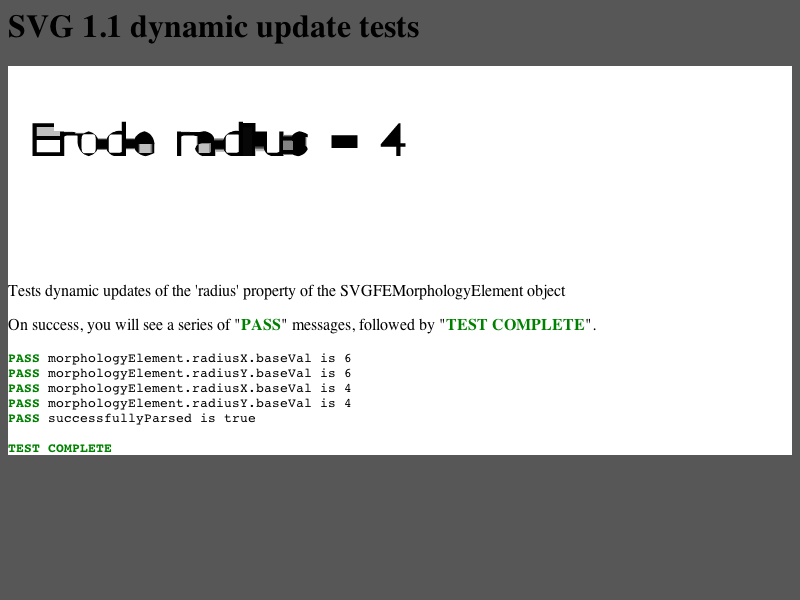 SVG 1.1 dynamic update tests
Erode radius = 4
Tests dynamic updates of the 'radius' property of the SVGFEMorphologyElement object
On success, you will see a series of "PASS" messages, followed by "TEST COMPLETE".
PASS morphologyElement.radiusX.baseVal is 6
PASS morphologyElement.radiusY.baseVal is 6
PASS morphologyElement.radiusX.baseVal is 4
PASS morphologyElement.radiusY.baseVal is 4
PASS successfullyParsed is true
TEST COMPLETE